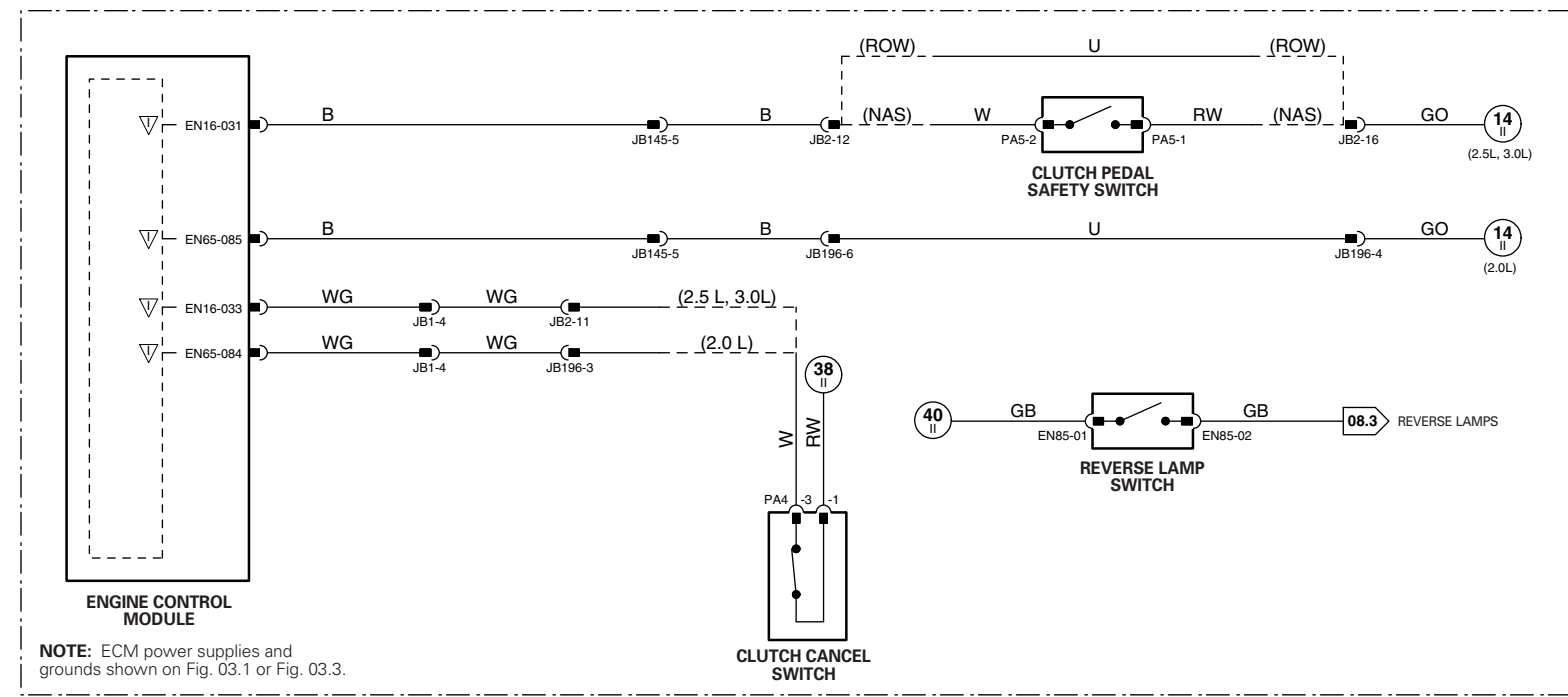 (ROW) U (ROW)
EN16-031 B JB145-5 B JB2-12 (NAS) W PA5-2 PA5-1 RW (NAS) JB2-16 GO 14 II
(2.5L, 3.0L)
CLUTCH PEDAL
SAFETY SWITCH
EN65-085 B JB145-5 B JB196-6 U JB196-4 GO 14 II
(2.0L)
EN16-033 WG JB1-4 WG JB2-11 (2.5 L, 3.0L)
EN65-084 WG JB1-4 WG JB196-3 (2.0 L)
38 II
W RW
PA4 -3 -1
CLUTCH CANCEL
SWITCH
40 II GB EN85-01 EN85-02 GB 08.3 REVERSE LAMPS
REVERSE LAMP
SWITCH
ENGINE CONTROL
MODULE
NOTE: ECM power supplies and
grounds shown on Fig. 03.1 or Fig. 03.3.
I
I
I
I